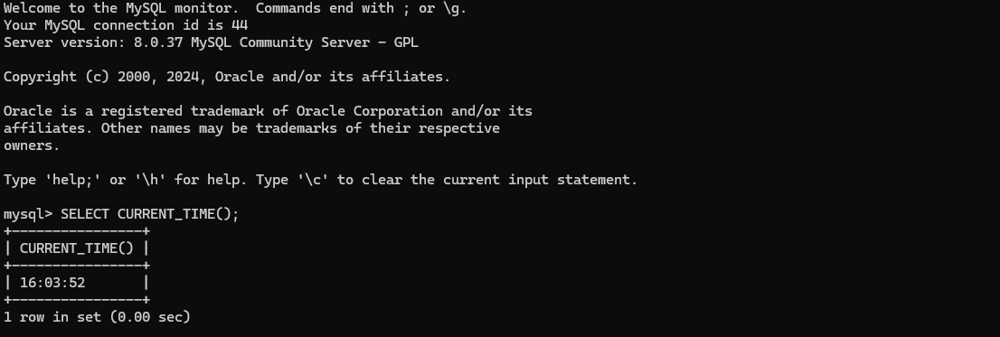 Welcome to the MySQL monitor.  Commands end with ; or \g.
Your MySQL connection id is 44
Server version: 8.0.37 MySQL Community Server - GPL
Copyright (c) 2000, 2024, Oracle and/or its affiliates.
Oracle is a registered trademark of Oracle Corporation and/or its
affiliates. Other names may be trademarks of their respective
owners.
Type 'help;' or '\h' for help. Type '\c' to clear the current input statement.
mysql> SELECT CURRENT_TIME();
+----------------+
| CURRENT_TIME() |
+----------------+
| 16:03:52       |
+----------------+
1 row in set (0.00 sec)